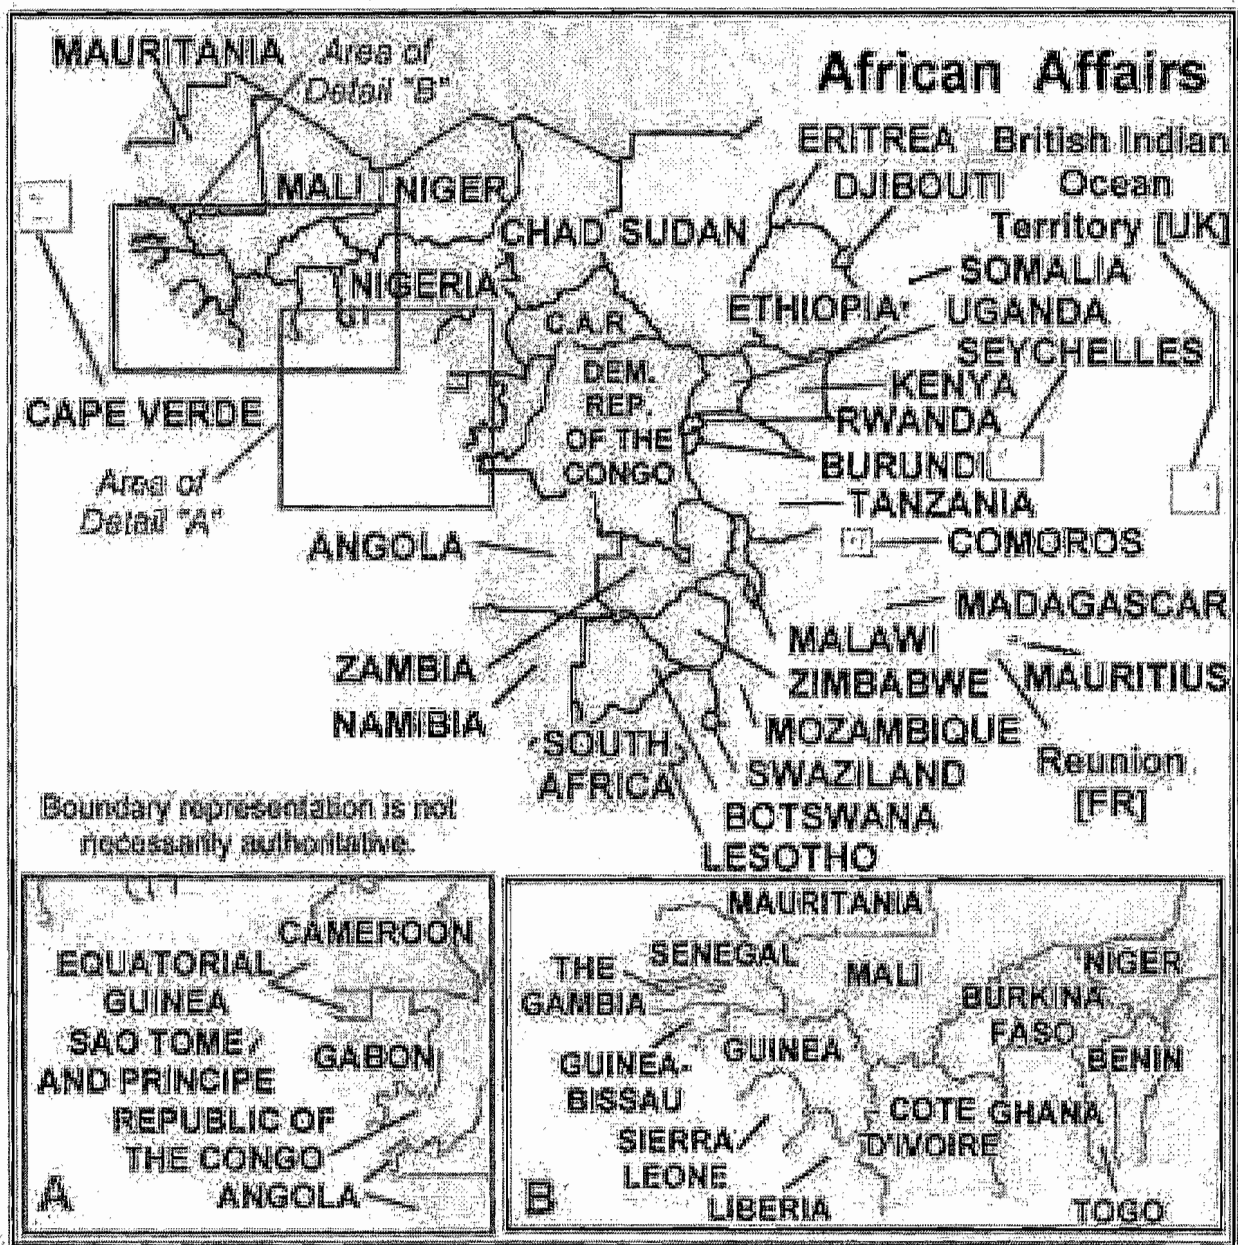 African Affairs
MAURITANIA
Area of
Detail "B"
ERITREA
British Indian
Ocean
Territory [UK]
DJIBOUTI
MALI
NIGER
CHAD
SUDAN
SOMALIA
NIGERIA
ETHIOPIA
UGANDA
C.A.R
SEYCHELLES
DEM.
REP.
OF THE
CONGO
KENYA
CAPE VERDE
RWANDA
BURUNDI
Area of
Detail "A"
TANZANIA
ANGOLA
COMOROS
MADAGASCAR
MALAWI
ZAMBIA
ZIMBABWE
MAURITIUS
NAMIBIA
MOZAMBIQUE
SOUTH
AFRICA
SWAZILAND
Reunion
[FR]
BOTSWANA
LESOTHO
Boundary representation is not
necessarily authoritative.
CAMEROON
EQUATORIAL
GUINEA
SAO TOME
AND PRINCIPE
GABON
REPUBLIC OF
THE CONGO
ANGOLA
A
MAURITANIA
SENEGAL
THE
GAMBIA
MALI
NIGER
BURKINA
FASO
GUINEA
BENIN
GUINEA-
BISSAU
COTE
D'IVOIRE
GHANA
SIERRA
LEONE
LIBERIA
TOGO
B